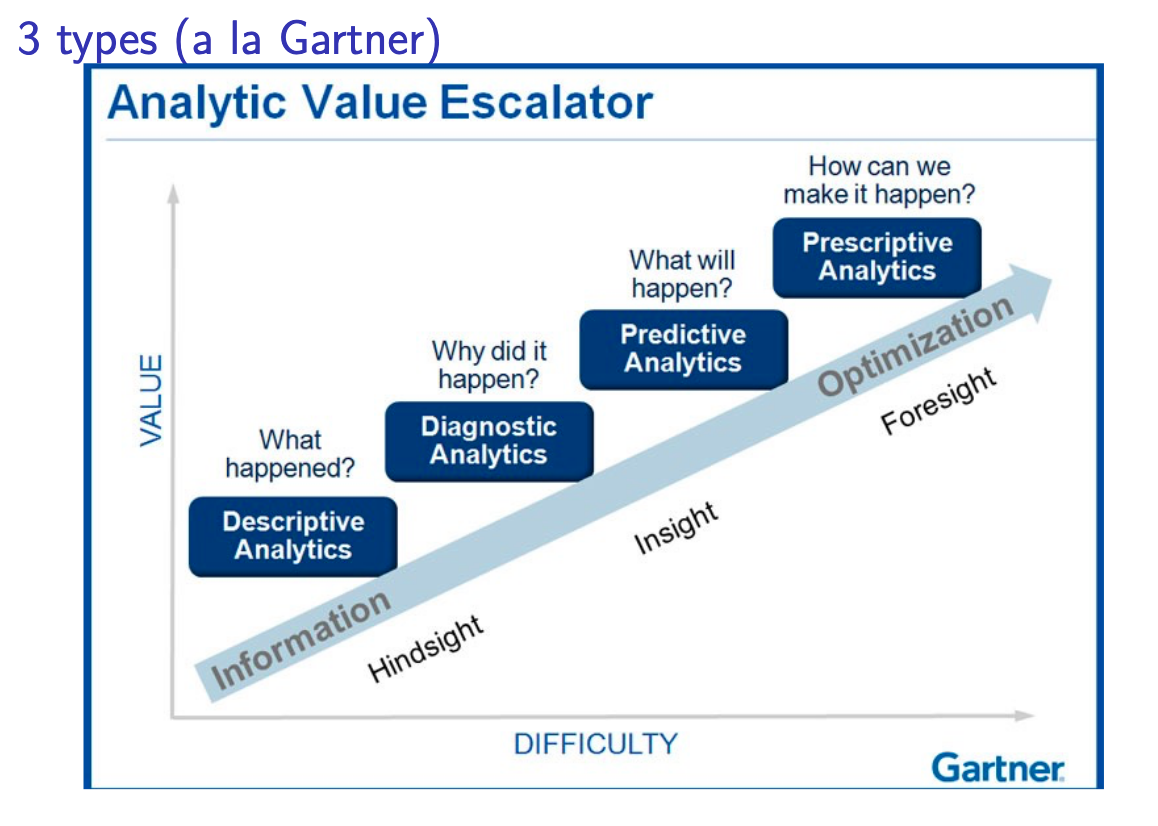 3 types (a la Gartner)
Analytic Value Escalator
How can we
make it happen?
Prescriptive
Analytics
What will
happen?
Predictive
Analytics
Why did it
happen?
Diagnostic
Analytics
What
happened?
Descriptive
Analytics
VALUE
Information
Optimization
Hindsight
Insight
Foresight
DIFFICULTY
Gartner